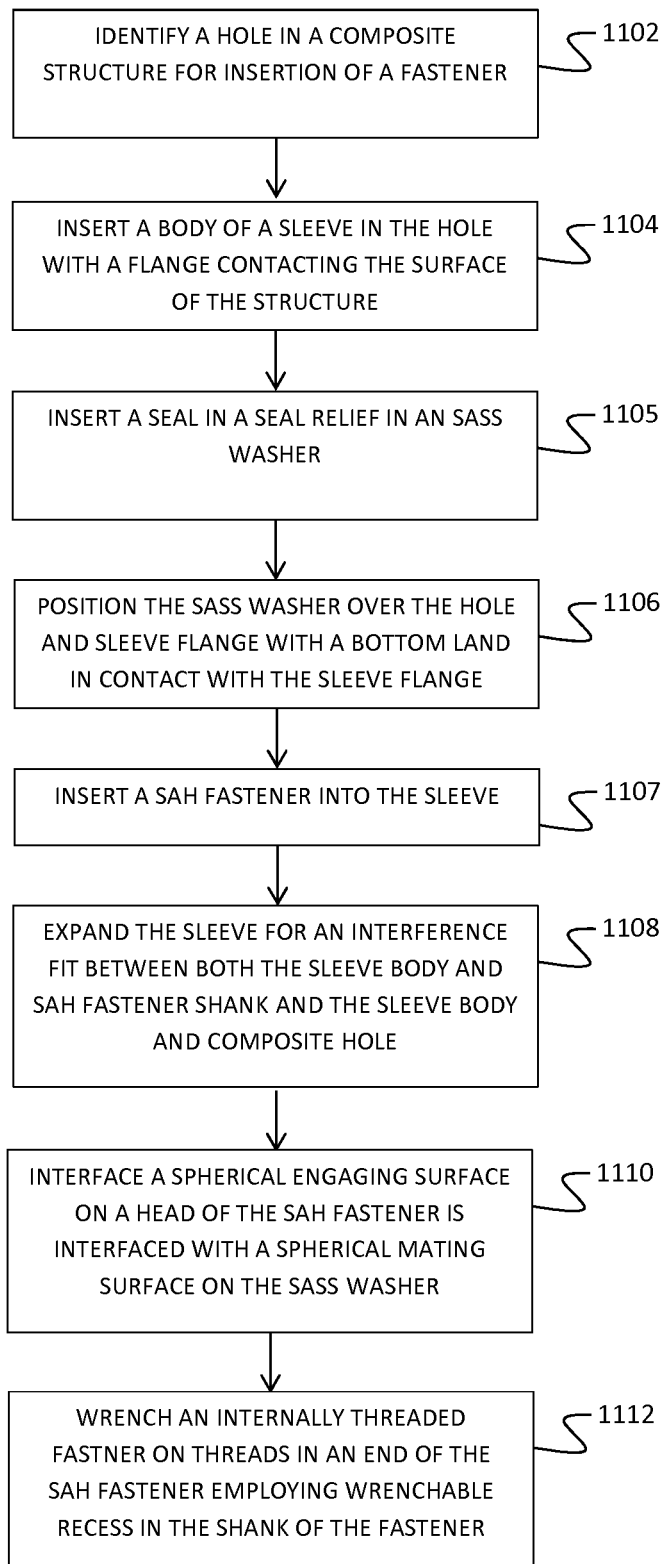 IDENTIFY A HOLE IN A COMPOSITE
STRUCTURE FOR INSERTION OF A FASTENER
1102
INSERT A BODY OF A SLEEVE IN THE HOLE
WITH A FLANGE CONTACTING THE SURFACE
OF THE STRUCTURE
1104
INSERT A SEAL IN A SEAL RELIEF IN AN SASS
WASHER
1105
POSITION THE SASS WASHER OVER THE HOLE
AND SLEEVE FLANGE WITH A BOTTOM LAND
IN CONTACT WITH THE SLEEVE FLANGE
1106
INSERT A SAH FASTENER INTO THE SLEEVE
1107
EXPAND THE SLEEVE FOR AN INTERFERENCE
FIT BETWEEN BOTH THE SLEEVE BODY AND
SAH FASTENER SHANK AND THE SLEEVE BODY
AND COMPOSITE HOLE
1108
INTERFACE A SPHERICAL ENGAGING SURFACE
ON A HEAD OF THE SAH FASTENER IS
INTERFACED WITH A SPHERICAL MATING
SURFACE ON THE SASS WASHER
1110
WRENCH AN INTERNALLY THREADED
FASTNER ON THREADS IN AN END OF THE
SAH FASTENER EMPLOYING WRENCHABLE
RECESS IN THE SHANK OF THE FASTENER
1112